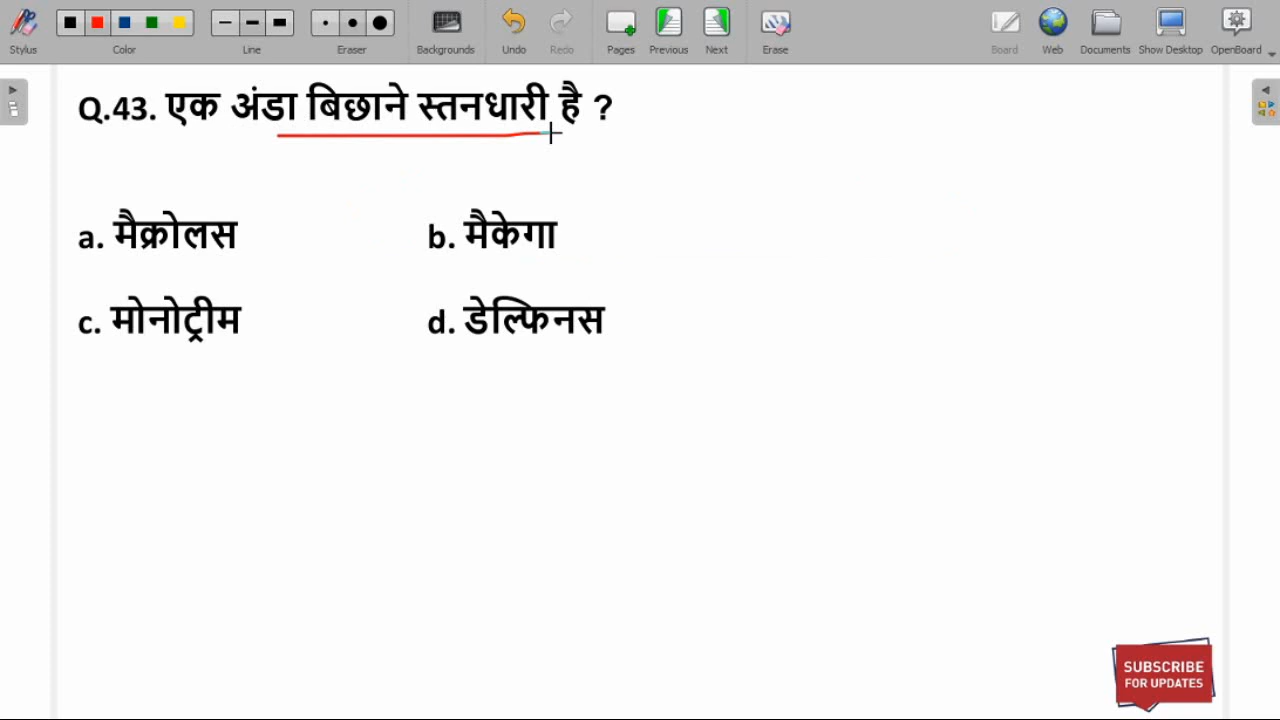 Stylus Color Line Eraser Backgrounds Undo Redo Pages Previous Next Erase Board Web Documents Show Desktop OpenBoard
Q.43. एक अंडा बिछाने स्तनधारी है ?
a. मैक्रोलस b. मैकेगा
c. मोनोट्रीम d. डेल्फिनस
SUBSCRIBE
FOR UPDATES